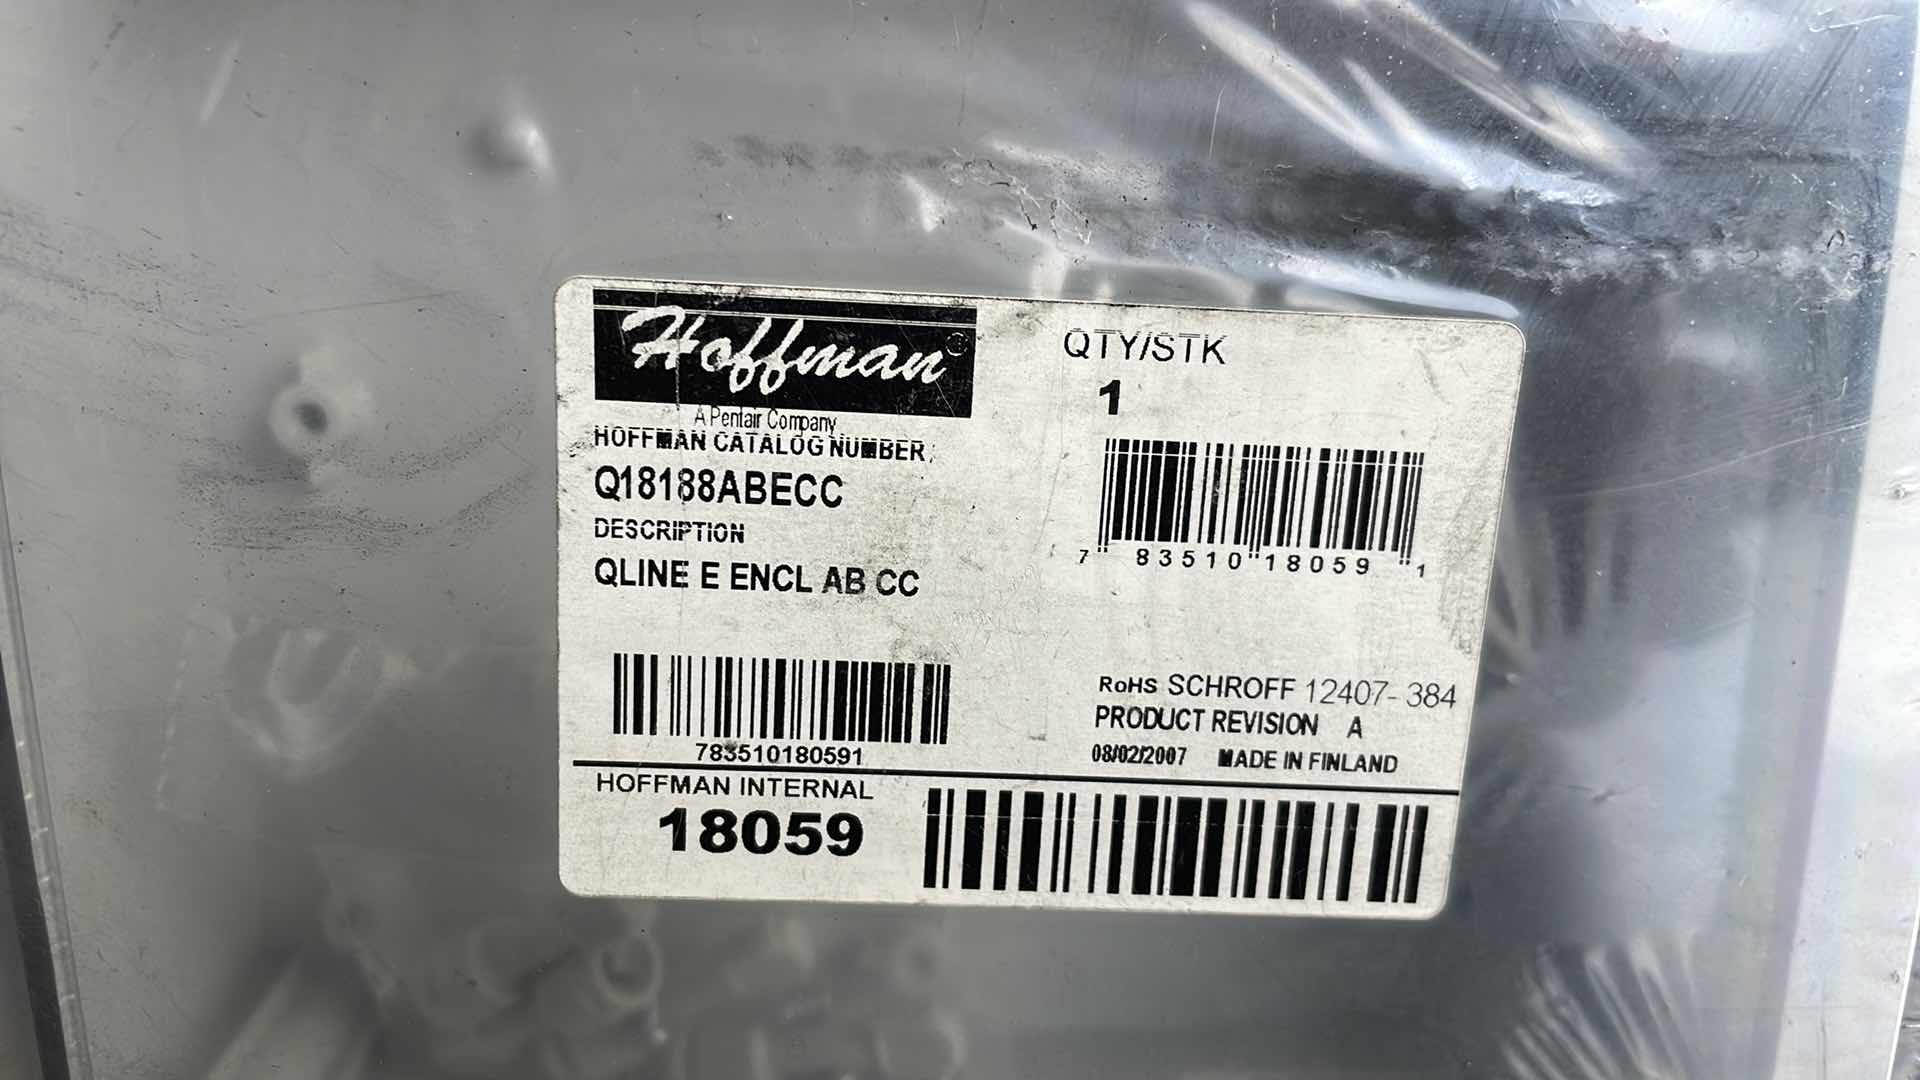 Hoffman®
A Pentair Company
HOFFMAN CATALOG NUMBER:
Q18188ABECC
DESCRIPTION
QLINE E ENCL AB CC
783510180591
HOFFMAN INTERNAL
18059
QTY/STK
1
7 83510 18059 1
RoHS SCHROFF 12407-384
PRODUCT REVISION A
08/02/2007 MADE IN FINLAND